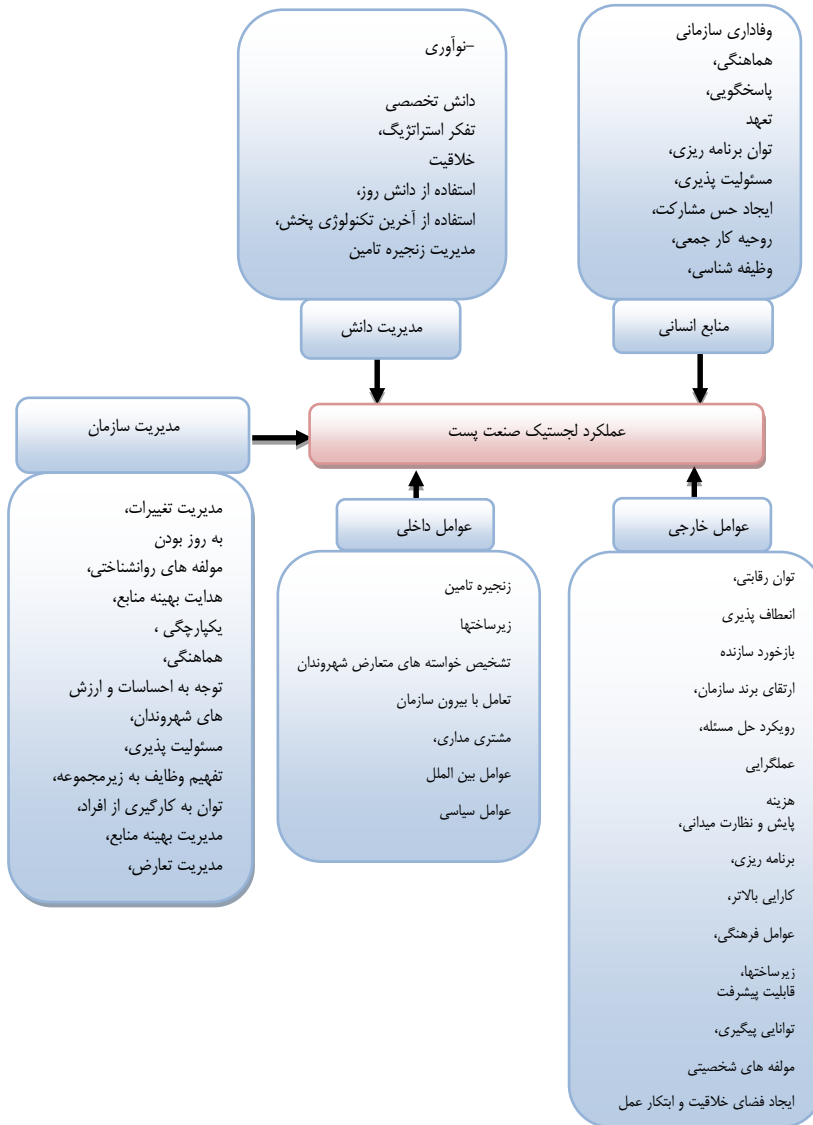 وفاداری سازمانی
هماهنگی،
پاسخگویی،
تعهد
توان برنامه ریزی،
مسئولیت پذیری،
ایجاد حس مشارکت،
روحیه کار جمعی،
وظیفه شناسی،
منابع انسانی
–نوآوری
دانش تخصصی
تفکر استراتژیگ،
خلاقیت
استفاده از دانش روز،
استفاده از آخرین تکنولوژی پخش،
مدیریت زنجیره تامین
مدیریت دانش
عملکرد لجستیک صنعت پست
مدیریت سازمان
مدیریت تغییرات،
به روز بودن
مولفه های روانشناختی،
هدایت بهینه منابع،
یکپارچگی ،
هماهنگی،
توجه به احساسات و ارزش
های شهروندان،
مسئولیت پذیری،
تفهیم وظایف به زیرمجموعه،
توان به کارگیری از افراد،
مدیریت بهینه منابع،
مدیریت تعارض،
عوامل داخلی
زنجیره تامین
زیرساختها
تشخیص خواسته های متعارض شهروندان
تعامل با بیرون سازمان
مشتری مداری،
عوامل بین الملل
عوامل سیاسی
عوامل خارجی
توان رقابتی،
انعطاف پذیری
بازخورد سازنده
ارتقای برند سازمان،
رویکرد حل مسئله،
عملگرایی
هزینه
پایش و نظارت میدانی،
برنامه ریزی،
کارایی بالاتر،
عوامل فرهنگی،
زیرساختها،
قابلیت پیشرفت
توانایی پیگیری،
مولفه های شخصیتی
ایجاد فضای خلاقیت و ابتکار عمل